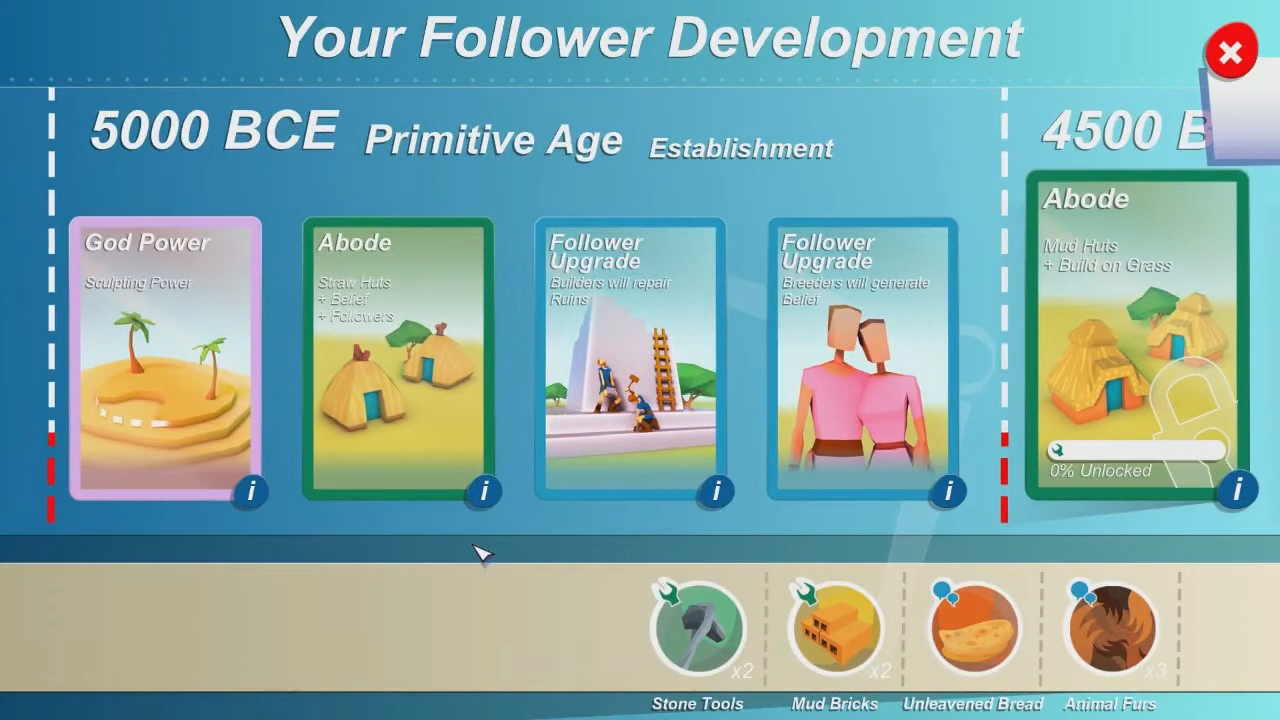 Your Follower Development
5000 BCE Primitive Age Establishment
4500 B
God Power
Sculpting Power
Abode
Straw Huts
+ Belief
+ Followers
Follower
Upgrade
Builders will repair
Ruins
Follower
Upgrade
Breeders will generate
Belief
Abode
Mud Huts
+ Build on Grass
0% Unlocked
i
i
i
i
i
x2
x2
x3
Stone Tools
Mud Bricks
Unleavened Bread
Animal Furs